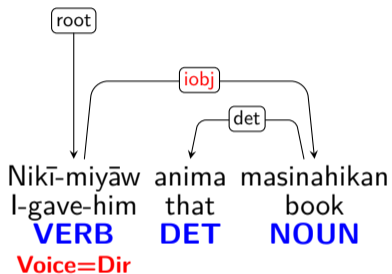 root
iobj
det
Nikī-miyāw anima masinahikan
I-gave-him that book
VERB DET NOUN
Voice=Dir